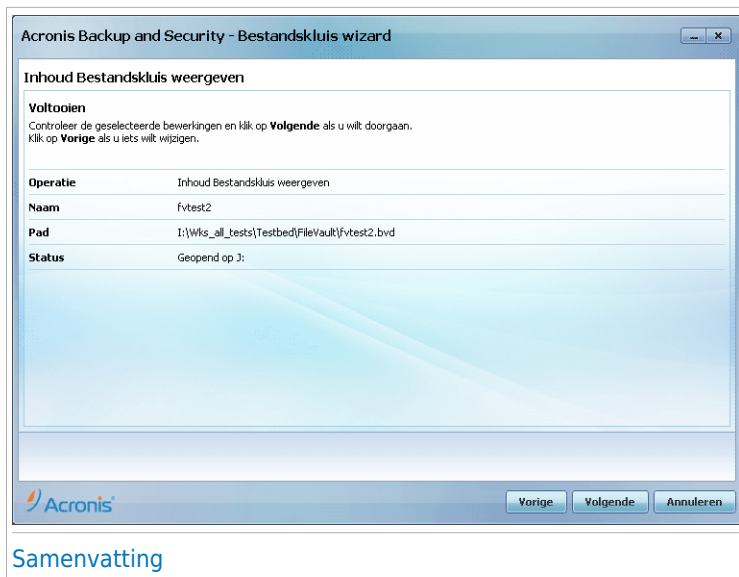 Acronis Backup and Security - Bestandskluis wizard
Inhoud Bestandskluis weergeven
Voltooien
Controleer de geselecteerde bewerkingen en klik op Volgende als u wilt doorgaan.
Klik op Vorige als u iets wilt wijzigen.
Operatie Inhoud Bestandskluis weergeven
Naam fvtest2
Pad I:\Wks_all_tests\Testbed\FileVault\fvtest2.bvd
Status Geopend op J:
Acronis
Vorige Volgende Annuleren
Samenvatting